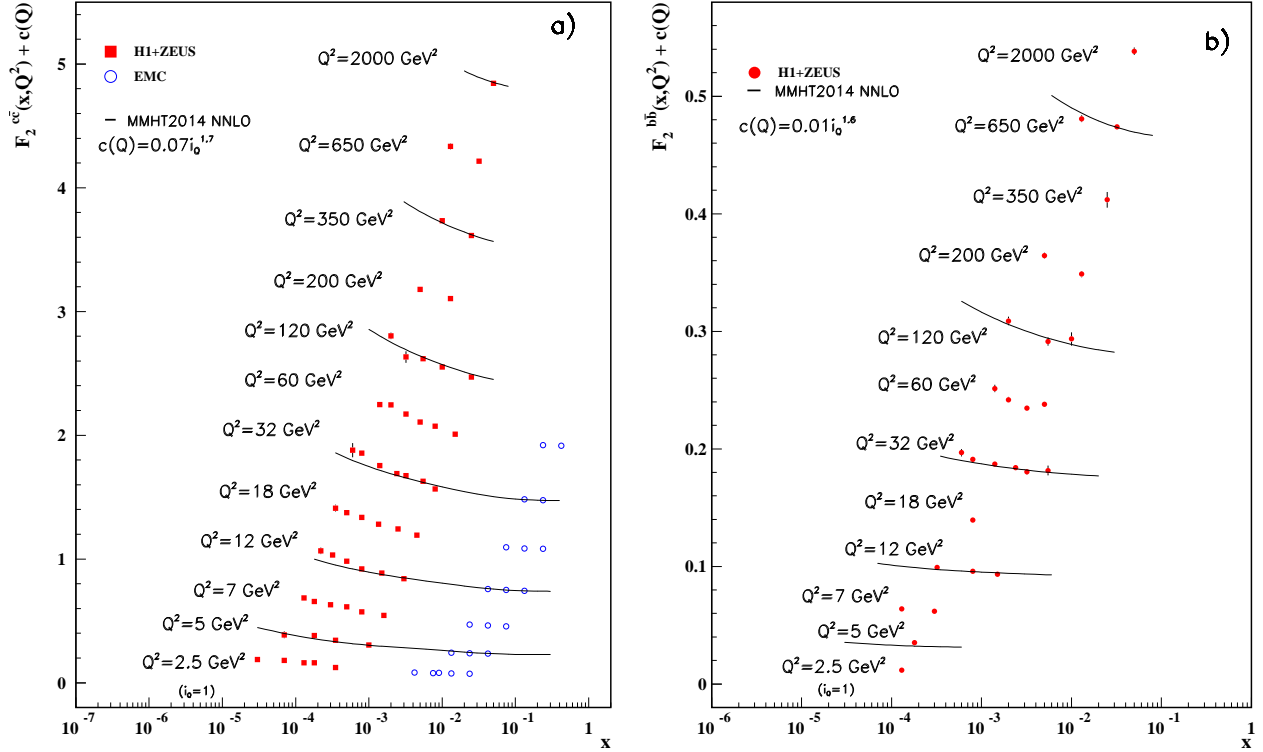 a)
F₂ᶜᶜ̄(x,Q²) + c(Q)
H1+ZEUS
EMC
MMHT2014 NNLO
c(Q)=0.07i_Q^1.7
Q²=2000 GeV²
Q²=650 GeV²
Q²=350 GeV²
Q²=200 GeV²
Q²=120 GeV²
Q²=60 GeV²
Q²=32 GeV²
Q²=18 GeV²
Q²=12 GeV²
Q²=7 GeV²
Q²=5 GeV²
Q²=2.5 GeV²
(i_Q=1)
5
4
3
2
1
0
10⁻⁷ 10⁻⁶ 10⁻⁵ 10⁻⁴ 10⁻³ 10⁻² 10⁻¹ 1
x
b)
F₂ᵇᵇ̄(x,Q²) + c(Q)
H1+ZEUS
MMHT2014 NNLO
c(Q)=0.01i_Q^1.6
Q²=2000 GeV²
Q²=650 GeV²
Q²=350 GeV²
Q²=200 GeV²
Q²=120 GeV²
Q²=60 GeV²
Q²=32 GeV²
Q²=18 GeV²
Q²=12 GeV²
Q²=7 GeV²
Q²=5 GeV²
Q²=2.5 GeV²
(i_Q=1)
0.5
0.4
0.3
0.2
0.1
0
10⁻⁶ 10⁻⁵ 10⁻⁴ 10⁻³ 10⁻² 10⁻¹ 1
x